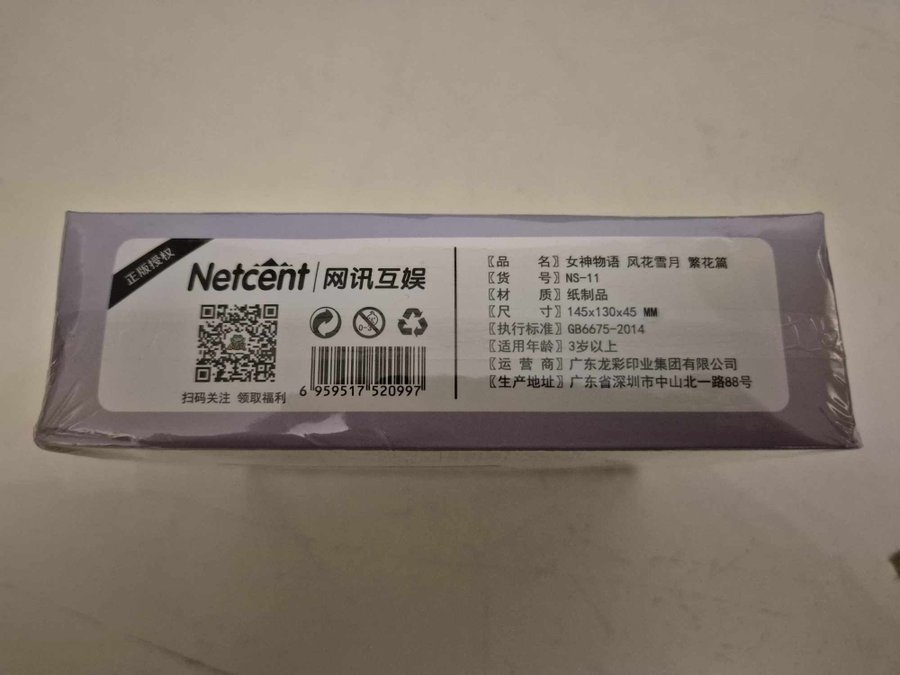 正版授权
Netcent 网讯互娱
0-3
扫码关注 领取福利
6 959517 520997
〖品 名〗女神物语 风花雪月 繁花篇
〖货 号〗NS-11
〖材 质〗纸制品
〖尺 寸〗145x130x45 MM
〖执行标准〗GB6675-2014
〖适用年龄〗3岁以上
〖运 营 商〗广东龙彩印业集团有限公司
〖生产地址〗广东省深圳市中山北一路88号